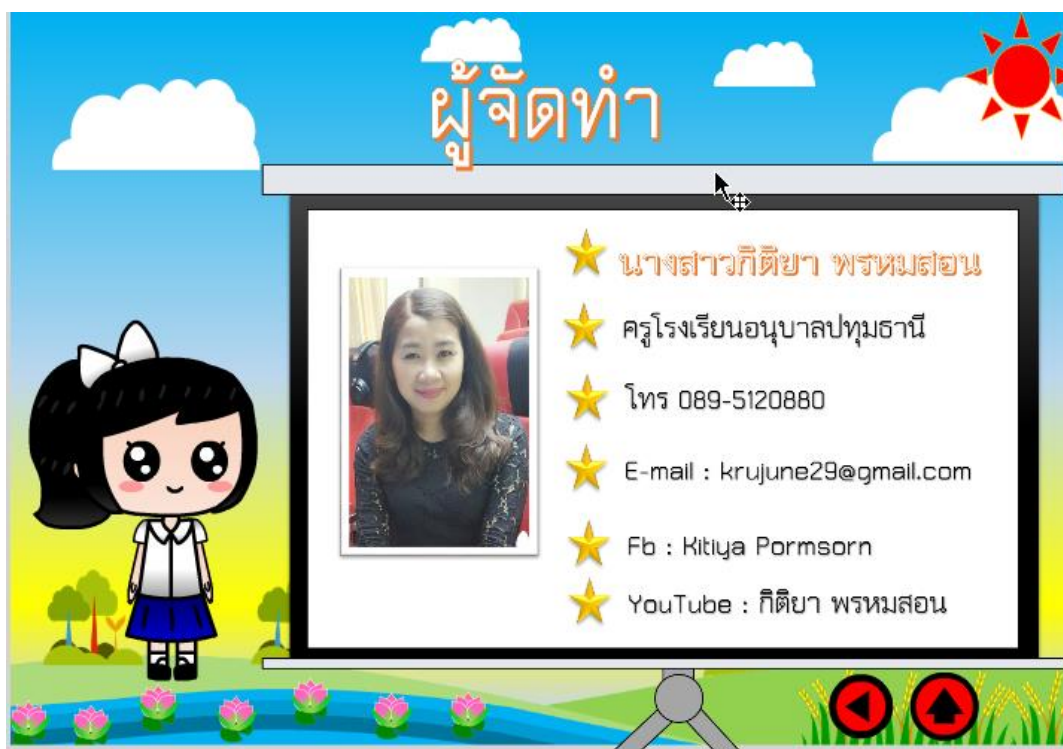 ผู้จัดทำ
นางสาวกิติยา พรหมสอน
ครูโรงเรียนอนุบาลปทุมธานี
โทร 089-5120880
E-mail : krujune29@gmail.com
Fb : Kitiya Pormsorn
YouTube : กิติยา พรหมสอน